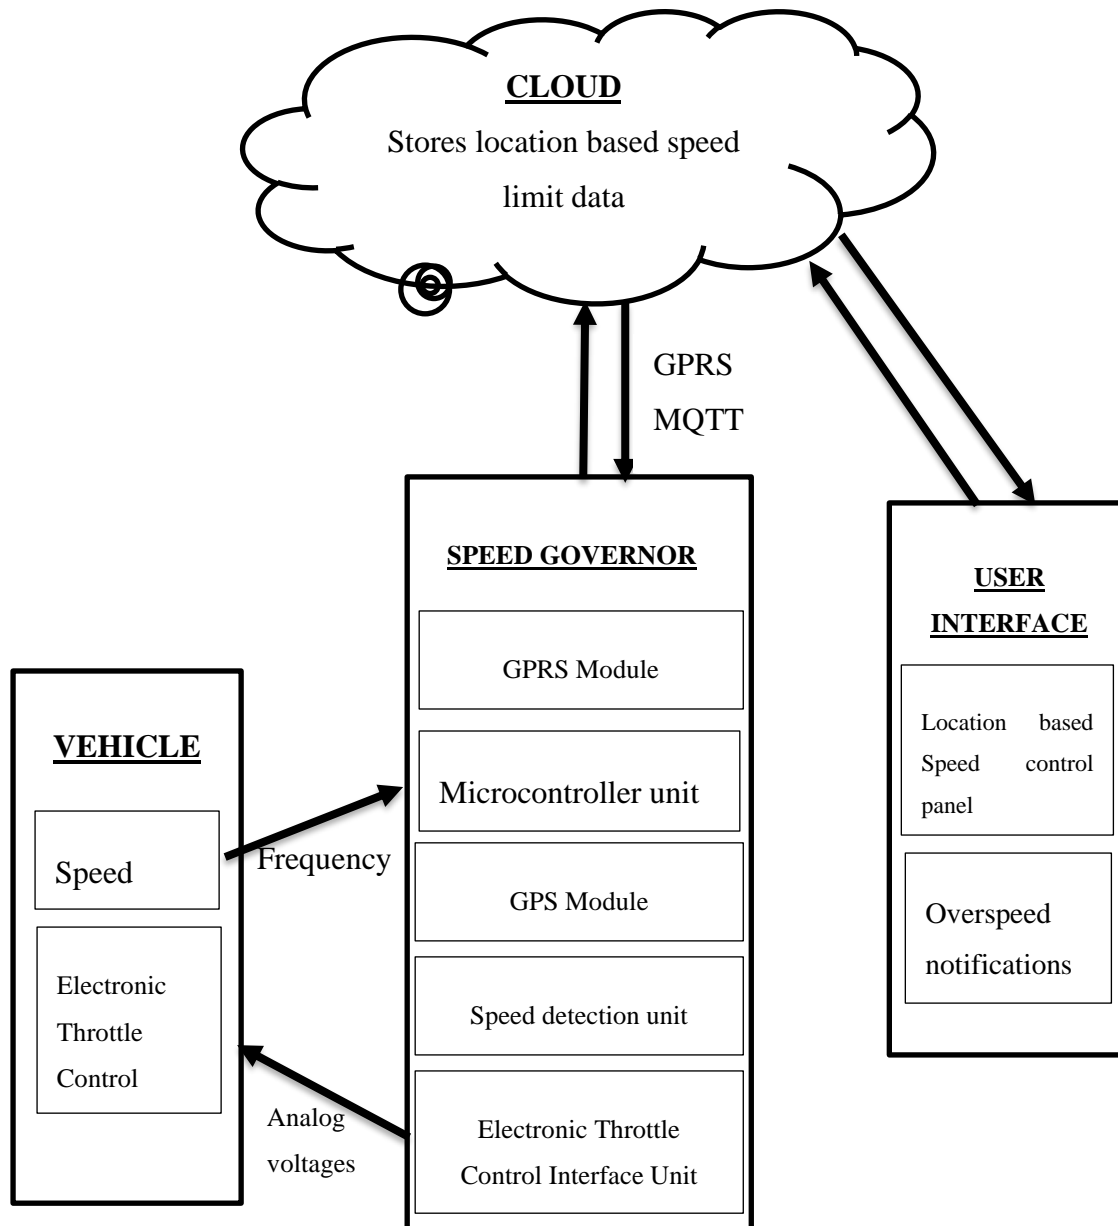 CLOUD
Stores location based speed
limit data
GPRS
MQTT
SPEED GOVERNOR
GPRS Module
Microcontroller unit
GPS Module
Speed detection unit
Electronic Throttle
Control Interface Unit
VEHICLE
Speed
Electronic
Throttle
Control
Frequency
Analog
voltages
USER
INTERFACE
Location based
Speed control
panel
Overspeed
notifications